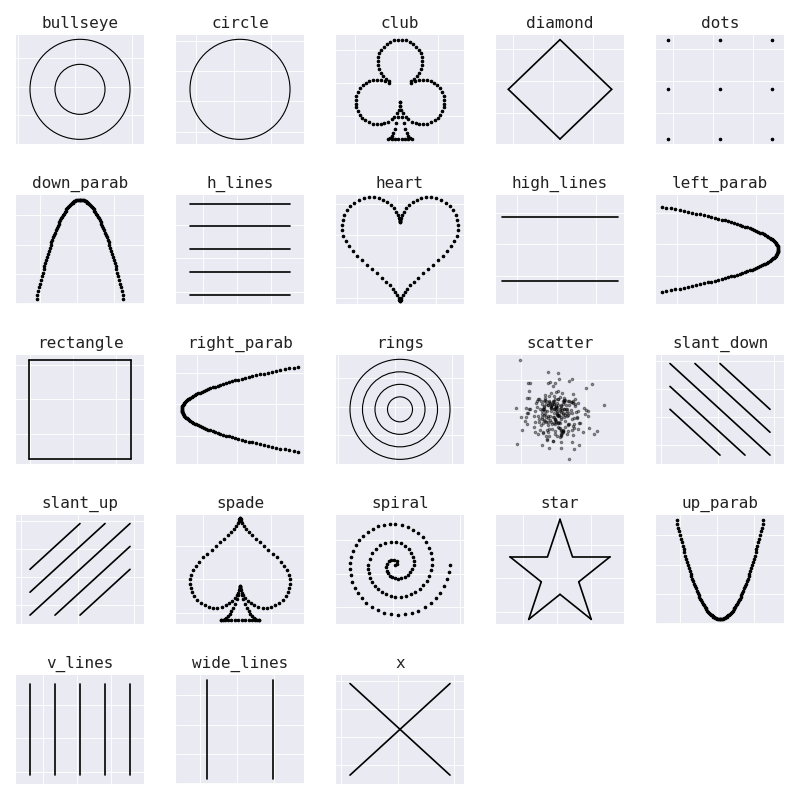 bullseye circle club diamond dots
down_parab h_lines heart high_lines left_parab
rectangle right_parab rings scatter slant_down
slant_up spade spiral star up_parab
v_lines wide_lines x